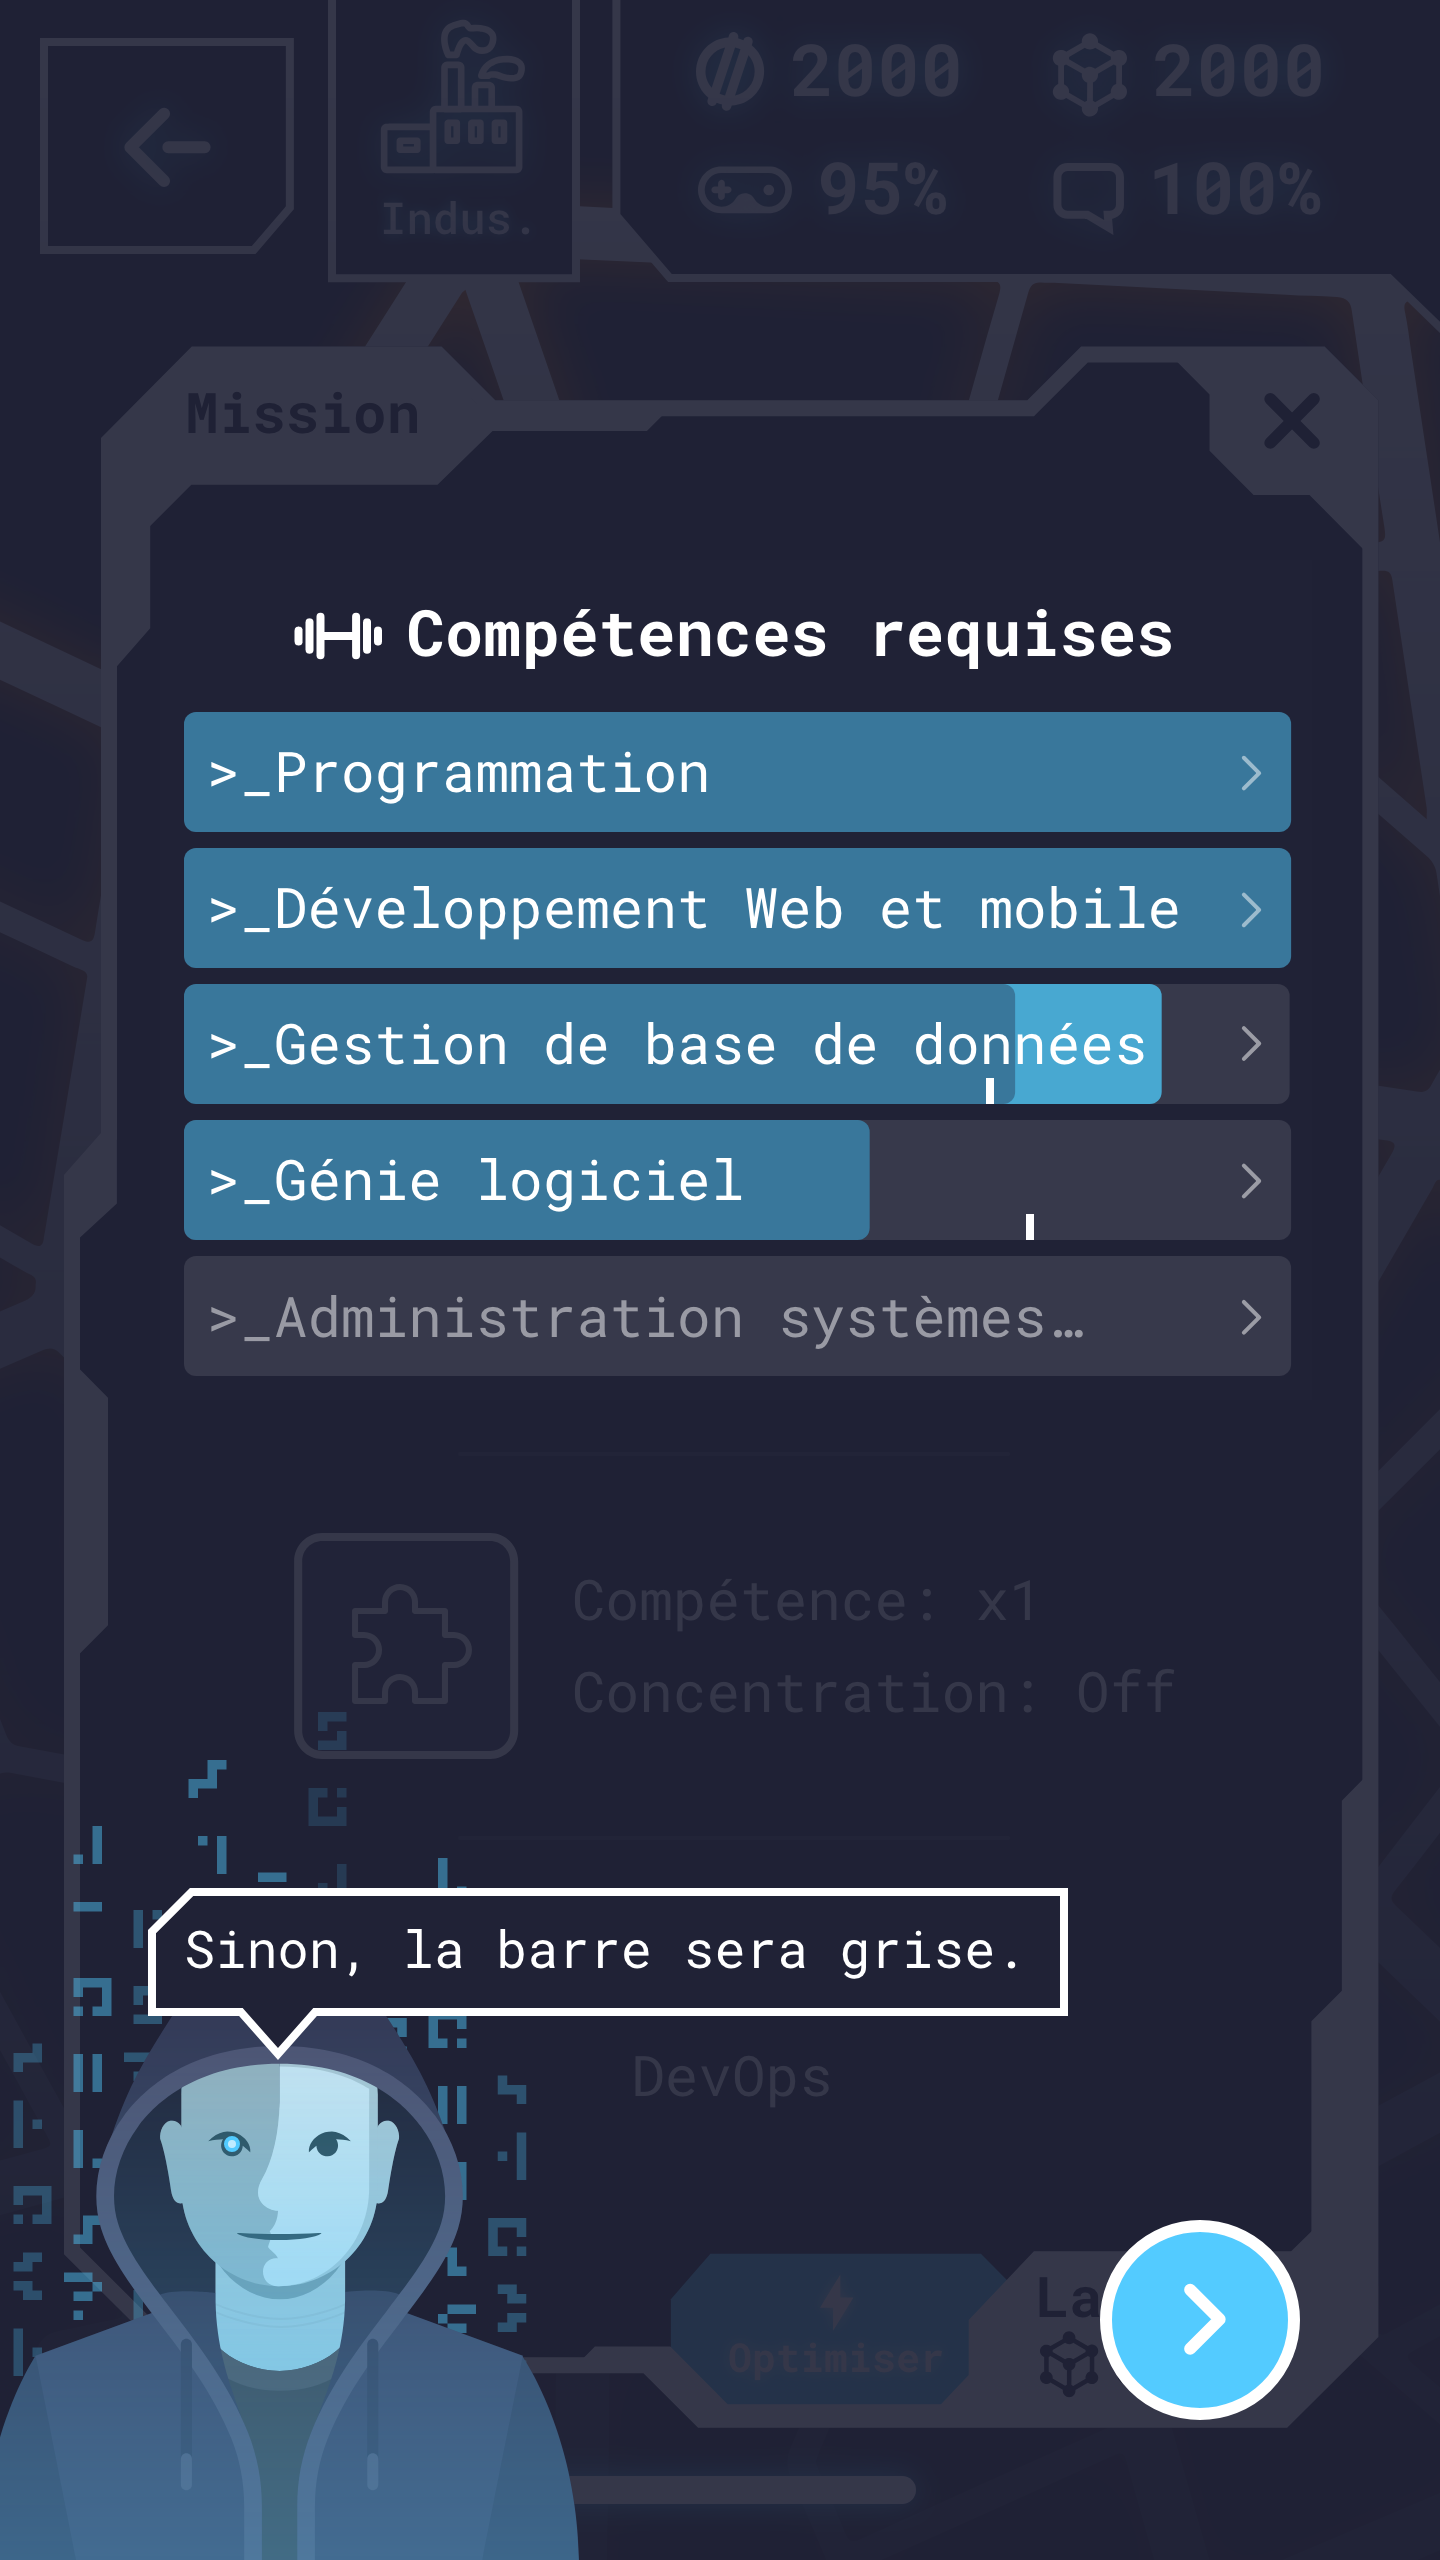 2000
2000
95%
100%
Indus.
Mission
Compétences requises
>_Programmation
>_Développement Web et mobile
>_Gestion de base de données
>_Génie logiciel
>_Administration systèmes…
Compétence: x1
Concentration: Off
Sinon, la barre sera grise.
DevOps
La
Optimiser